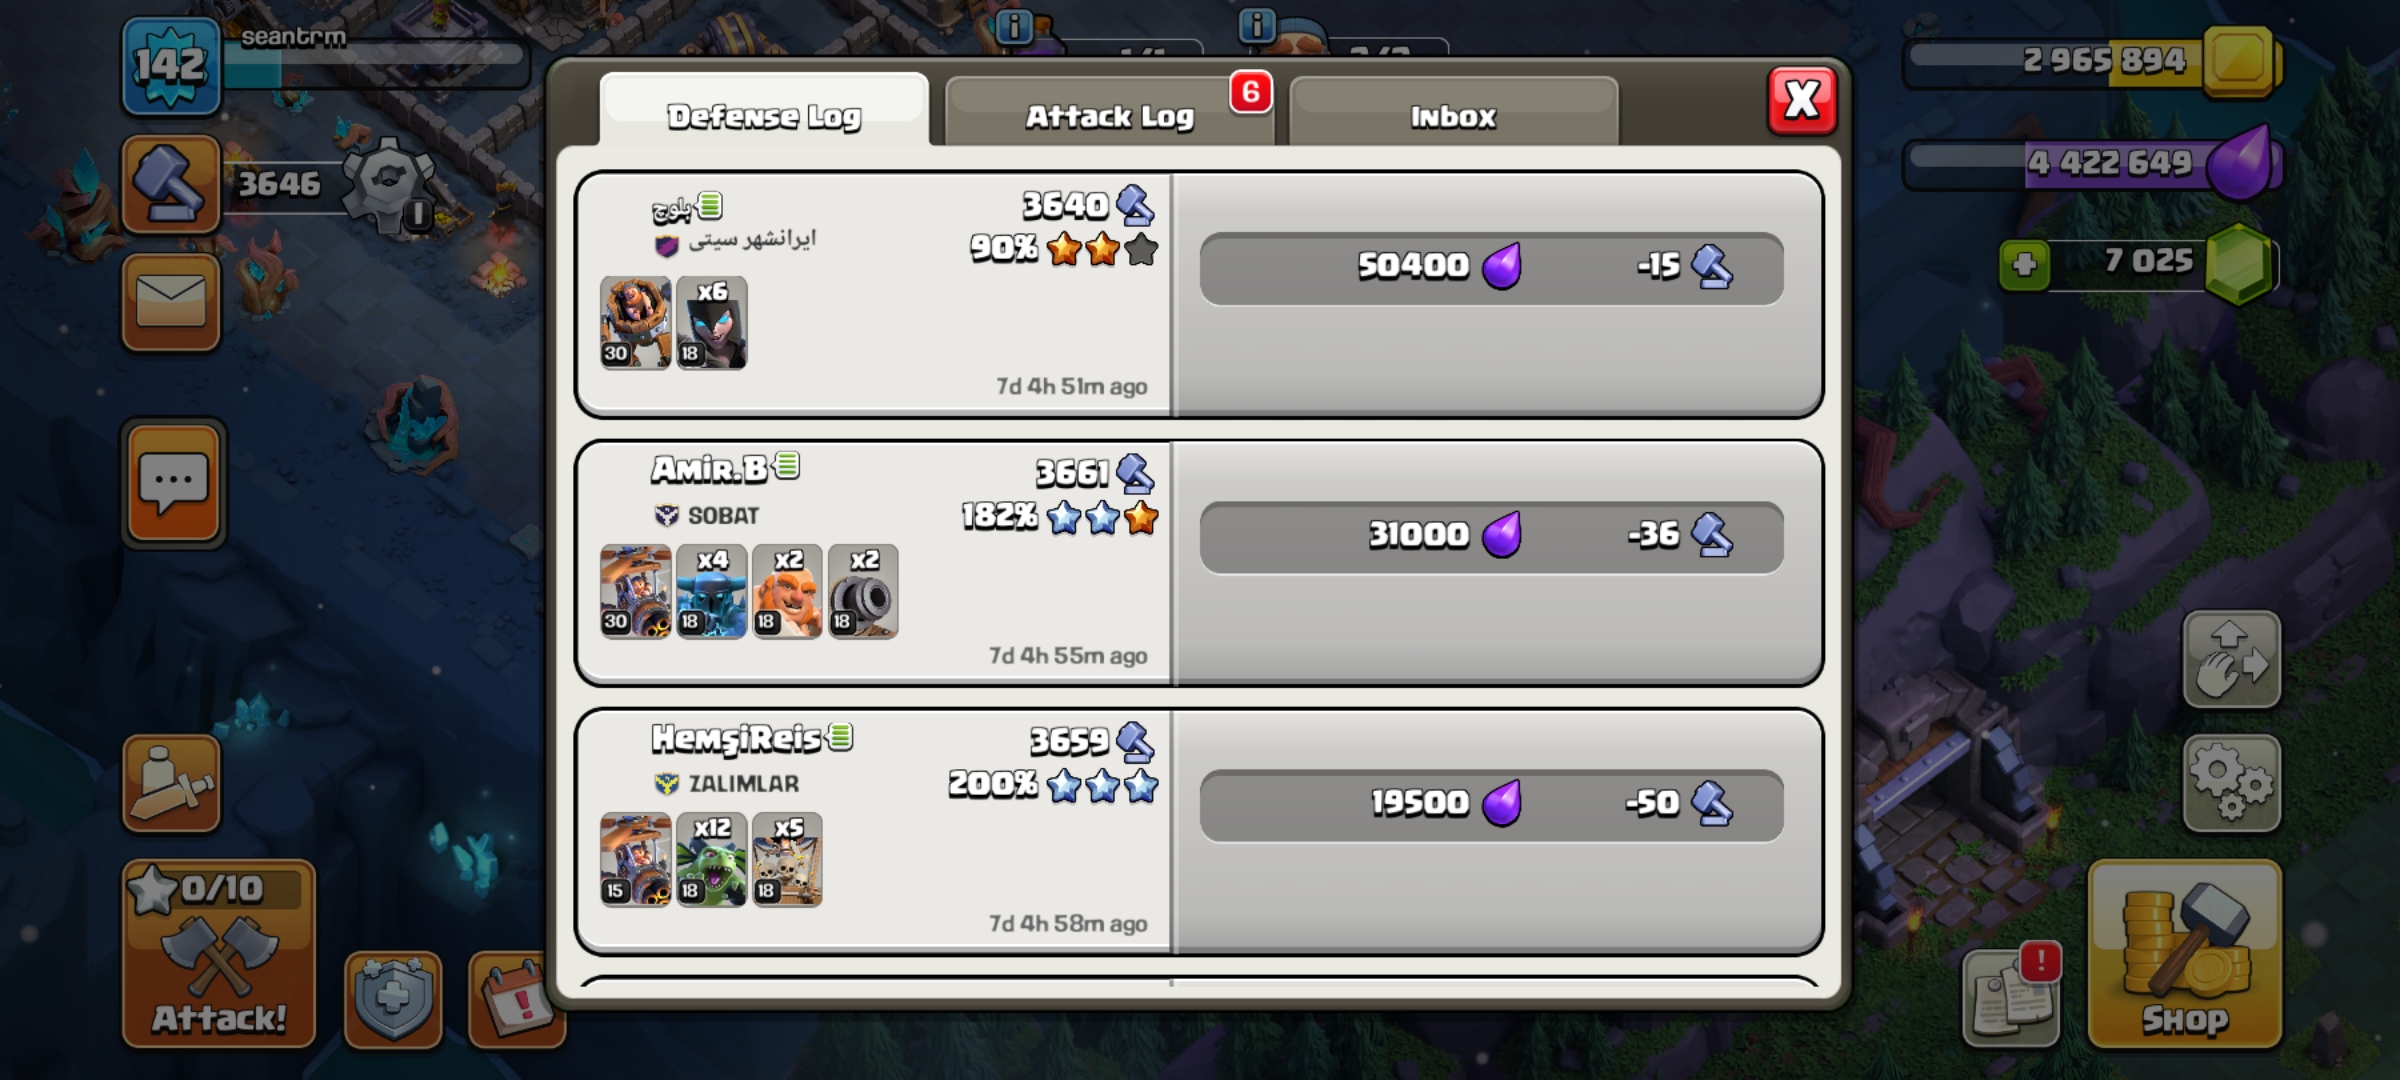 142
seantrm
3646
1
2 965 894
4 422 649
7 025
Defense Log
Attack Log
6
Inbox
X
بلوچ
3640
ایرانشهر سیتی
90%
x6
30
18
7d 4h 51m ago
50400
-15
Amir.B
3661
SOBAT
182%
x4
x2
x2
30
18
18
18
7d 4h 55m ago
31000
-36
HemşiReis
3659
ZALIMLAR
200%
x12
x5
15
18
18
7d 4h 58m ago
19500
-50
0/10
Attack!
!
!
Shop